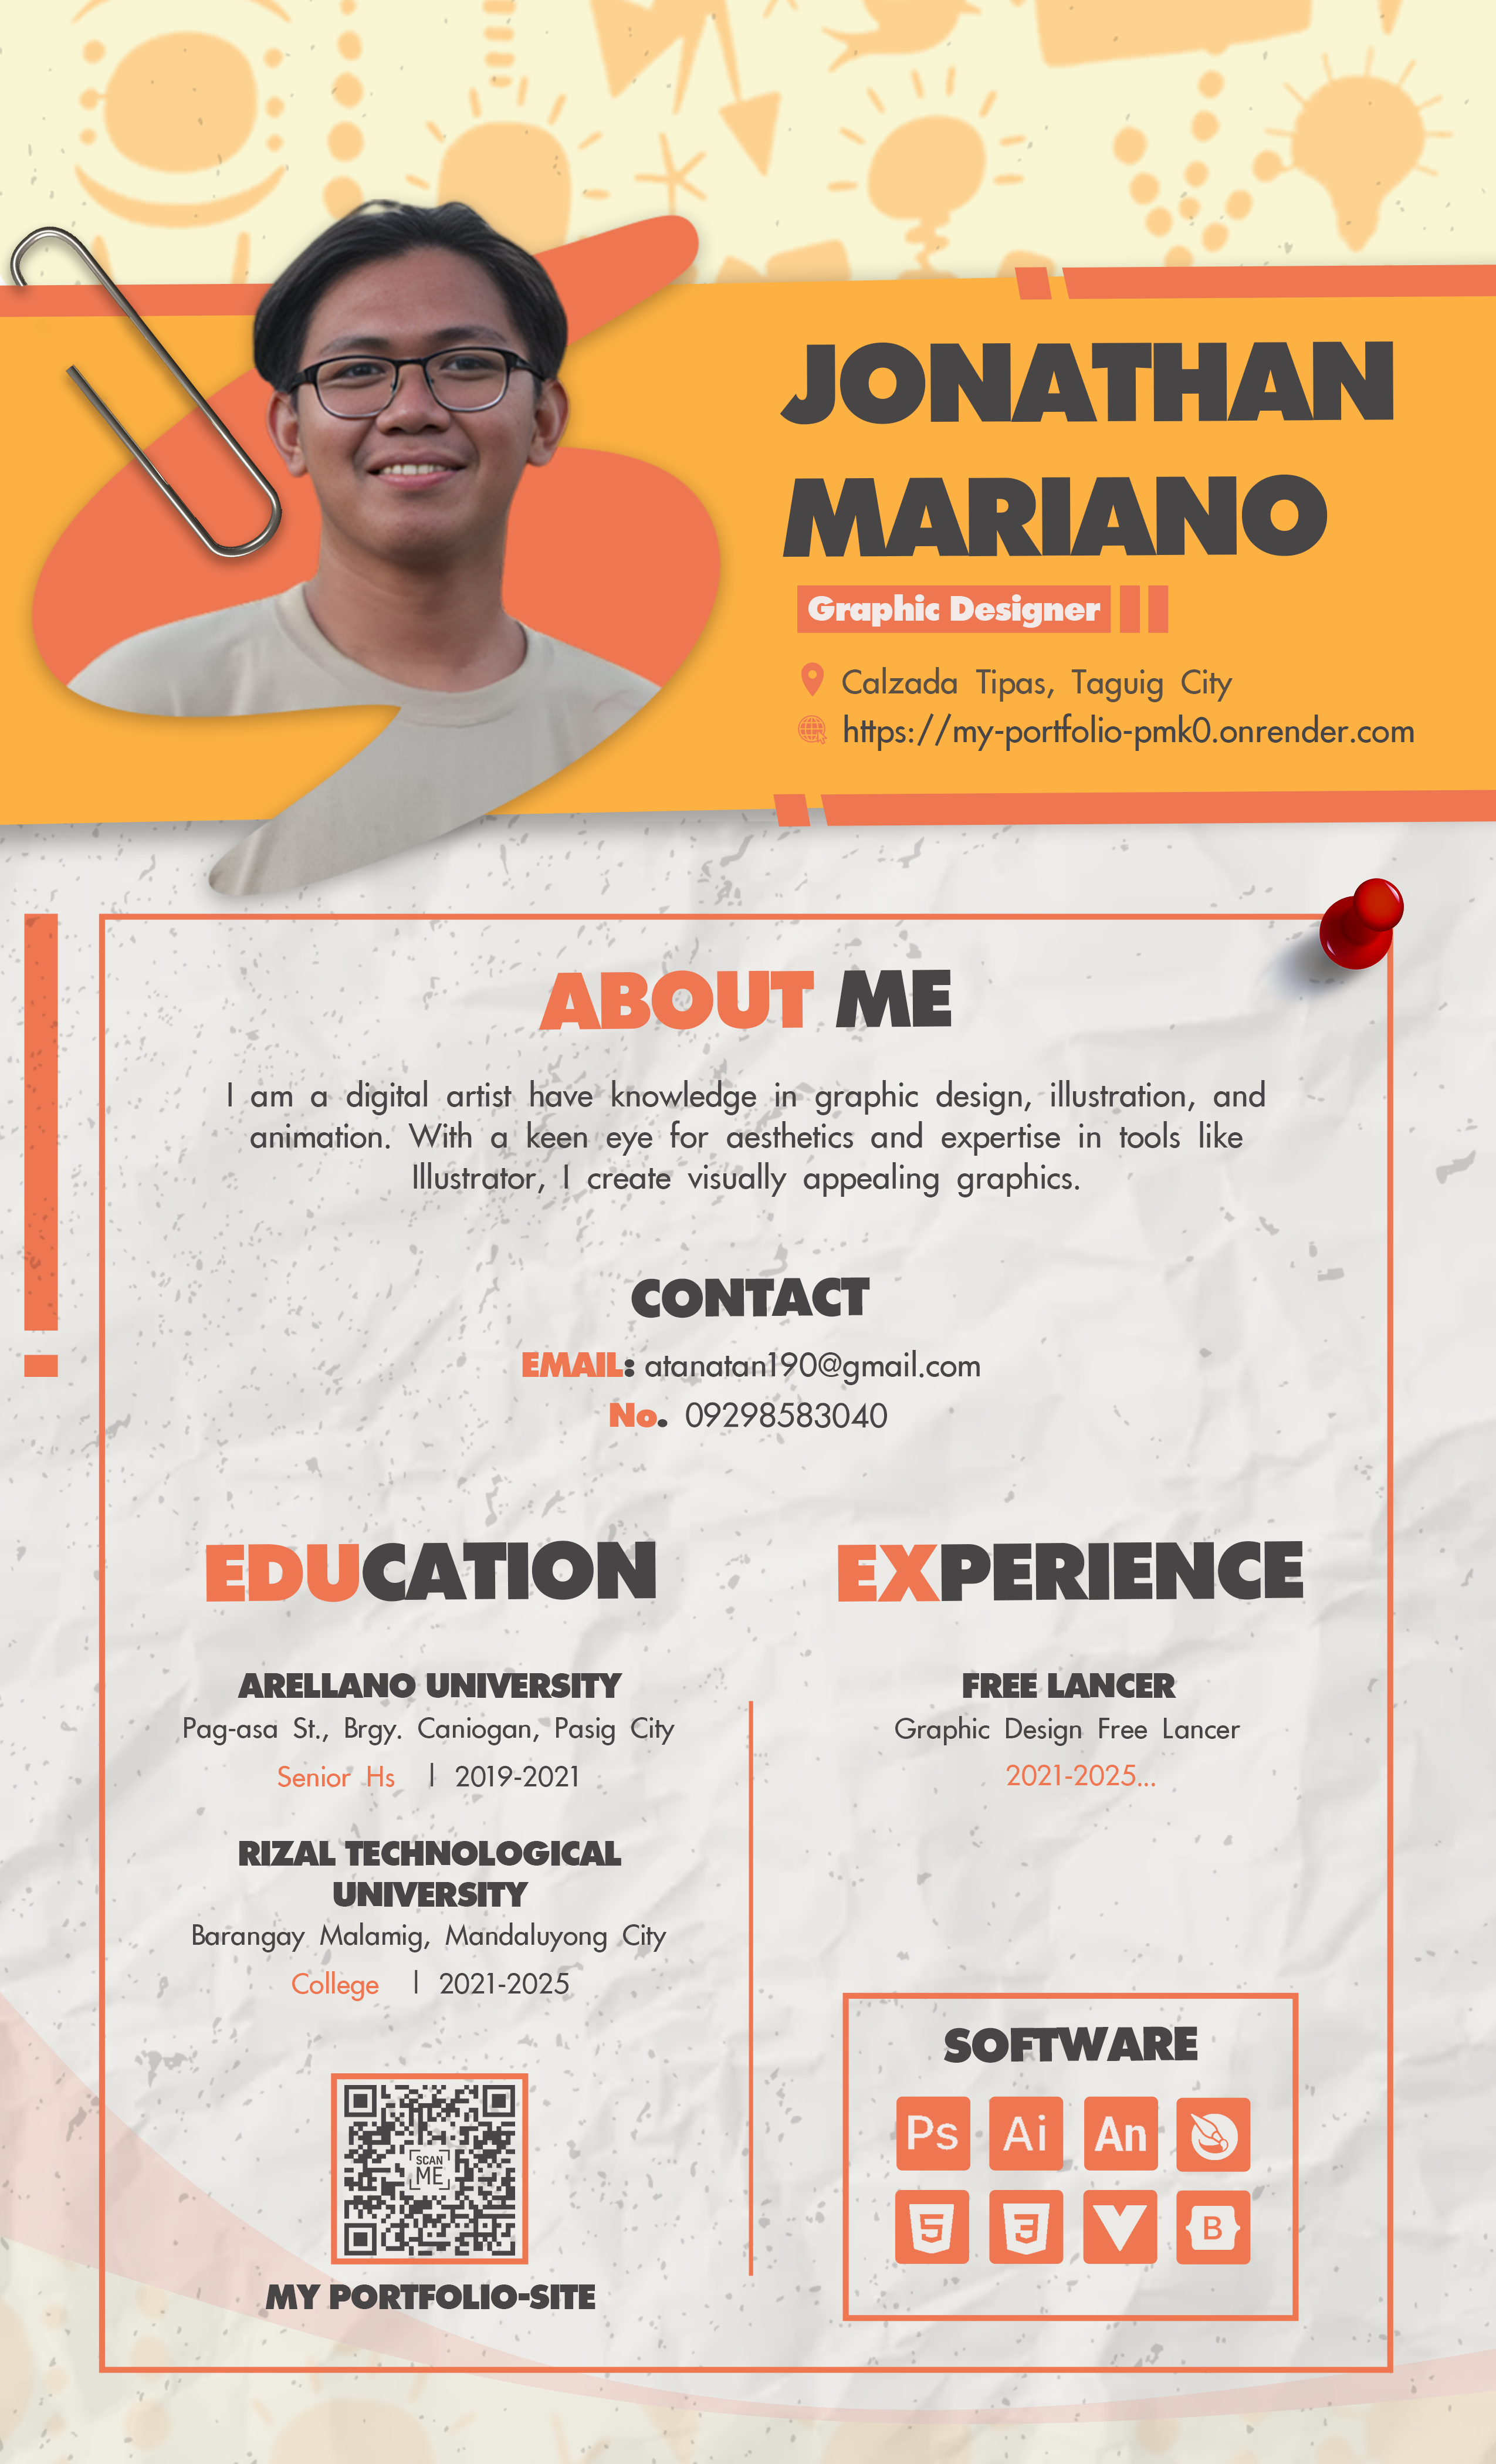 JONATHAN
MARIANO
Graphic Designer
Calzada Tipas, Taguig City
https://my-portfolio-pmk0.onrender.com
ABOUT ME
I am a digital artist have knowledge in graphic design, illustration, and
animation. With a keen eye for aesthetics and expertise in tools like
Illustrator, I create visually appealing graphics.
CONTACT
EMAIL: atanatan190@gmail.com
No. 09298583040
EDUCATION
ARELLANO UNIVERSITY
Pag-asa St., Brgy. Caniogan, Pasig City
Senior Hs | 2019-2021
RIZAL TECHNOLOGICAL
UNIVERSITY
Barangay Malamig, Mandaluyong City
College | 2021-2025
SCAN
ME
MY PORTFOLIO-SITE
EXPERIENCE
FREE LANCER
Graphic Design Free Lancer
2021-2025...
SOFTWARE
Ps Ai An
5 3 B